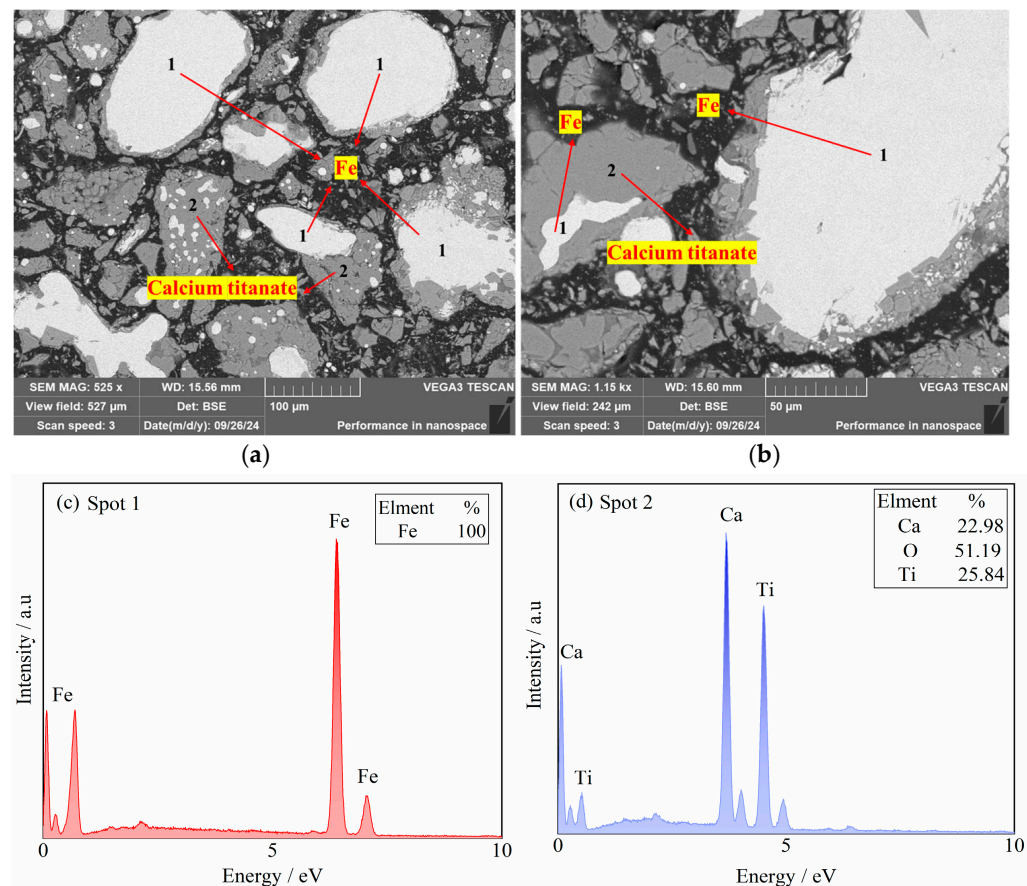 1
1
Fe
2
1
1
2
Calcium titanate
SEM MAG: 525 x
WD: 15.56 mm
VEGA3 TESCAN
View field: 527 µm
Det: BSE
100 µm
Scan speed: 3
Date(m/d/y): 09/26/24
Performance in nanospace
(a)
Fe
Fe
1
2
1
Calcium titanate
SEM MAG: 1.15 kx
WD: 15.60 mm
VEGA3 TESCAN
View field: 242 µm
Det: BSE
50 µm
Scan speed: 3
Date(m/d/y): 09/26/24
Performance in nanospace
(b)
(c) Spot 1
Elment %
Fe 100
Fe
Fe
Fe
Intensity / a.u
0 5 10
Energy / eV
(d) Spot 2
Elment %
Ca 22.98
O 51.19
Ti 25.84
Ca
Ti
Ca
Ti
Intensity / a.u
0 5 10
Energy / eV